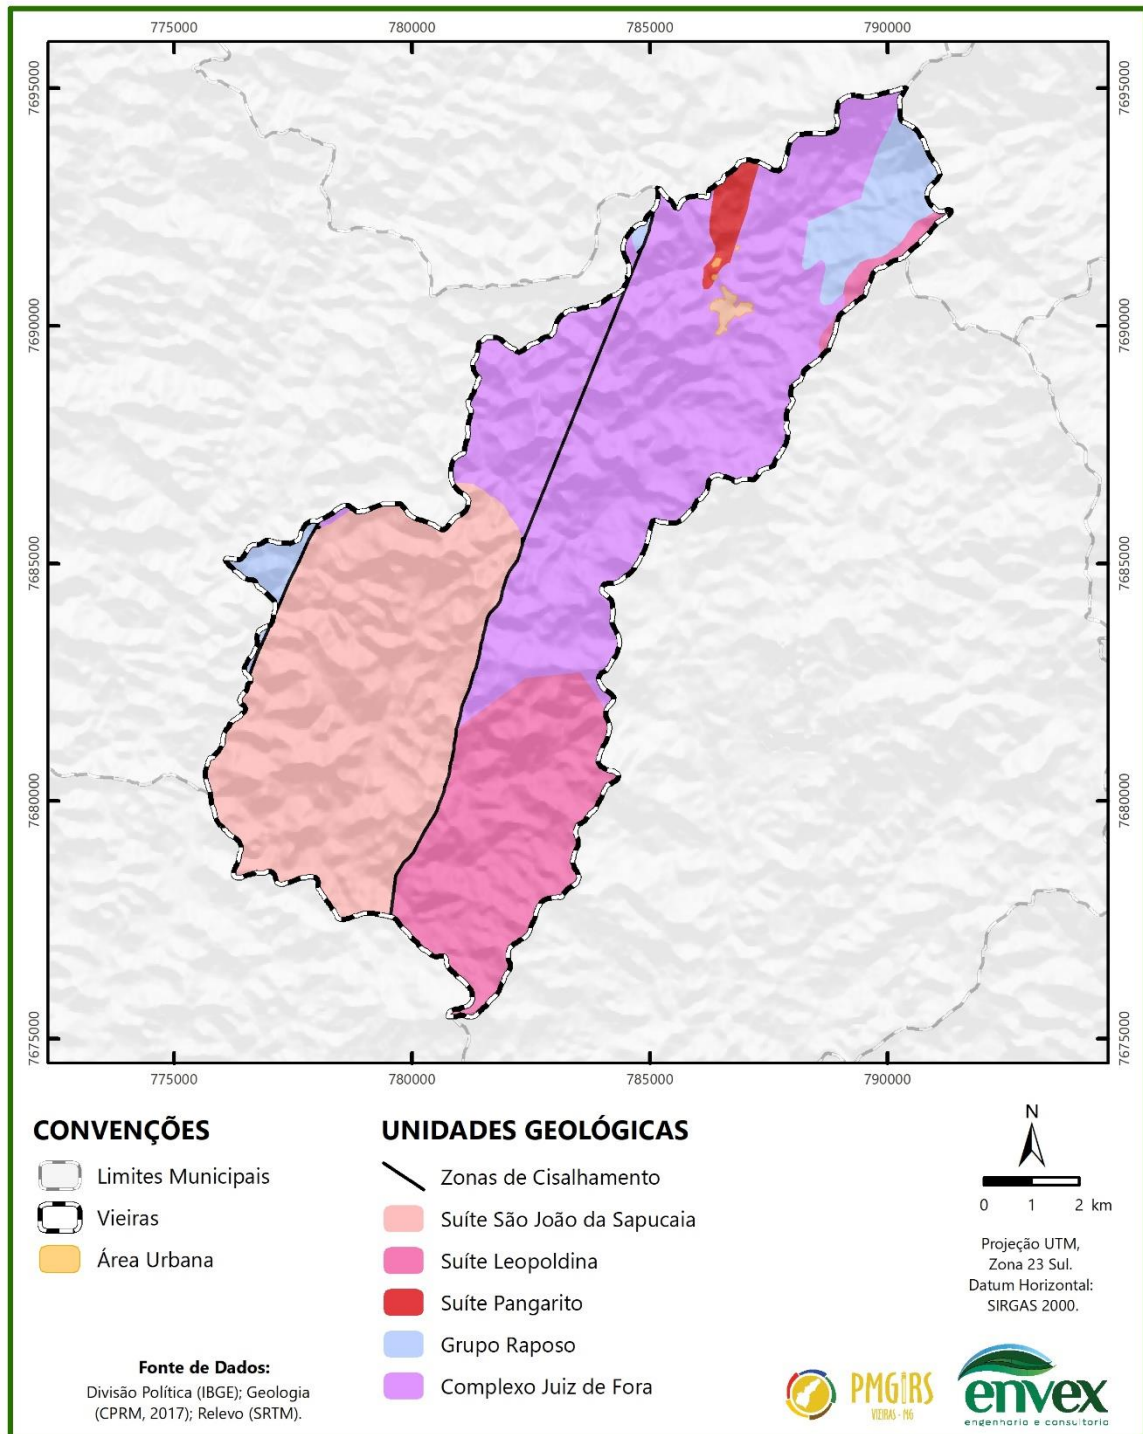 775000 780000 785000 790000
7695000 7695000
7690000 7690000
7685000 7685000
7680000 7680000
7675000 7675000
775000 780000 785000 790000
CONVENÇÕES
Limites Municipais
Vieiras
Área Urbana
Fonte de Dados:
Divisão Política (IBGE); Geologia
(CPRM, 2017); Relevo (SRTM).
UNIDADES GEOLÓGICAS
Zonas de Cisalhamento
Suíte São João da Sapucaia
Suíte Leopoldina
Suíte Pangarito
Grupo Raposo
Complexo Juiz de Fora
N
0 1 2 km
Projeção UTM,
Zona 23 Sul.
Datum Horizontal:
SIRGAS 2000.
PMGIRS
VIEIRAS - MG
envex
engenharia e consultoria